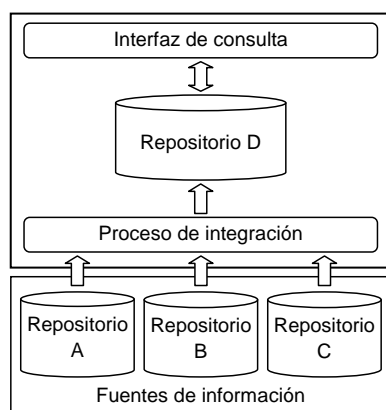 Interfaz de consulta
Repositorio D
Proceso de integración
Repositorio
A
Repositorio
B
Repositorio
C
Fuentes de información